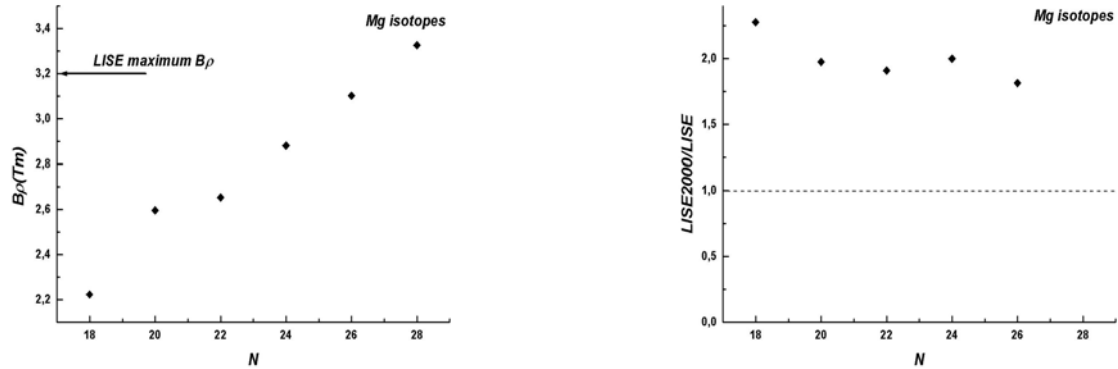 Mg isotopes
3,4
LISE maximum Bρ
3,2
3,0
2,8
2,6
2,4
2,2
Bρ(Tm)
18 20 22 24 26 28
N
Mg isotopes
2,0
1,5
1,0
0,5
0,0
LISE2000/LISE
18 20 22 24 26 28
N